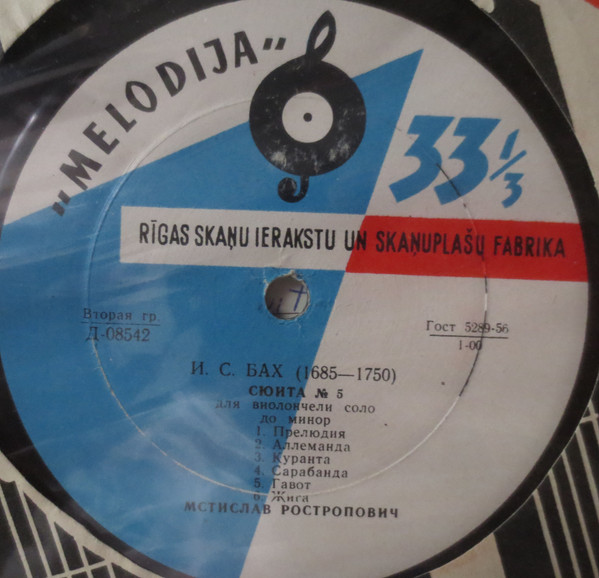 „MELODIJA”
33 1/3
RĪGAS SKAŅU IERAKSTU UN SKAŅUPLAŠU FABRIKA
Вторая гр.
Д-08542
Гост 5289-56
1-00
И. С. БАХ (1685—1750)
СЮИТА № 5
для виолончели соло
до минор
1. Прелюдия
2. Аллеманда
3. Куранта
4. Сарабанда
5. Гавот
6. Жига
МСТИСЛАВ РОСТРОПОВИЧ